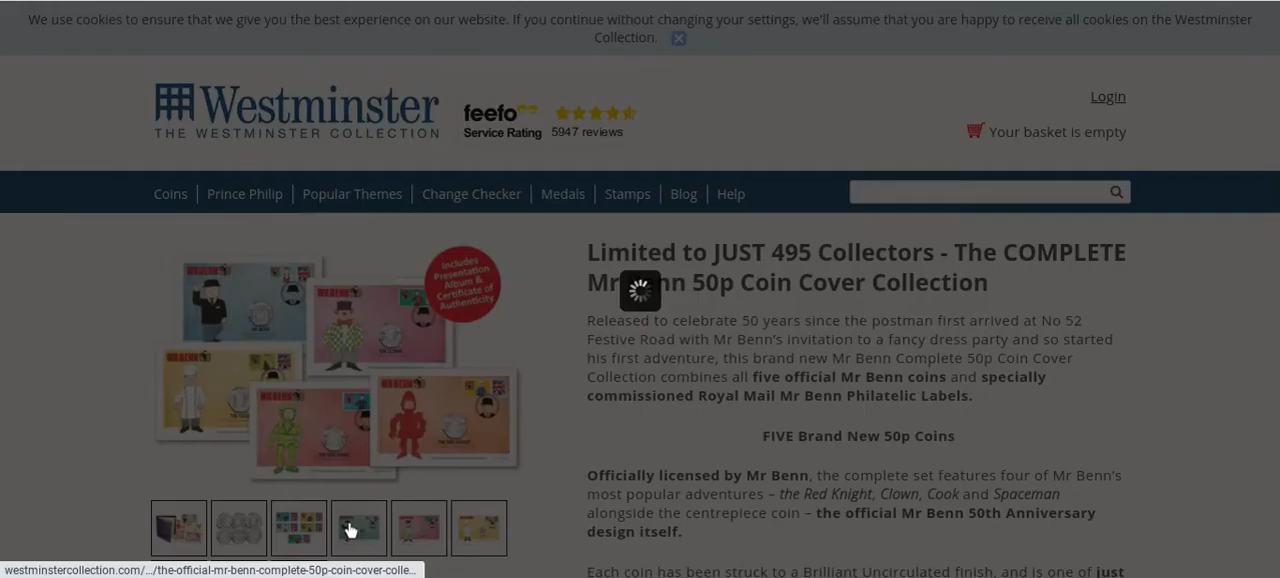 We use cookies to ensure that we give you the best experience on our website. If you continue without changing your settings, we'll assume that you are happy to receive all cookies on the Westminster
Collection.
Westminster
THE WESTMINSTER COLLECTION
feefo
Service Rating
5947 reviews
Login
Your basket is empty
Coins
Prince Philip
Popular Themes
Change Checker
Medals
Stamps
Blog
Help
Includes
Presentation
Album &
Certificate of
Authenticity
Limited to JUST 495 Collectors - The COMPLETE
Mr Benn 50p Coin Cover Collection
Released to celebrate 50 years since the postman first arrived at No 52
Festive Road with Mr Benn’s invitation to a fancy dress party and so started
his first adventure, this brand new Mr Benn Complete 50p Coin Cover
Collection combines all five official Mr Benn coins and specially
commissioned Royal Mail Mr Benn Philatelic Labels.
FIVE Brand New 50p Coins
Officially licensed by Mr Benn, the complete set features four of Mr Benn’s
most popular adventures – the Red Knight, Clown, Cook and Spaceman
alongside the centrepiece coin – the official Mr Benn 50th Anniversary
design itself.
Each coin has been struck to a Brilliant Uncirculated finish, and is one of just
westminstercollection.com/.../the-official-mr-benn-complete-50p-coin-cover-colle...